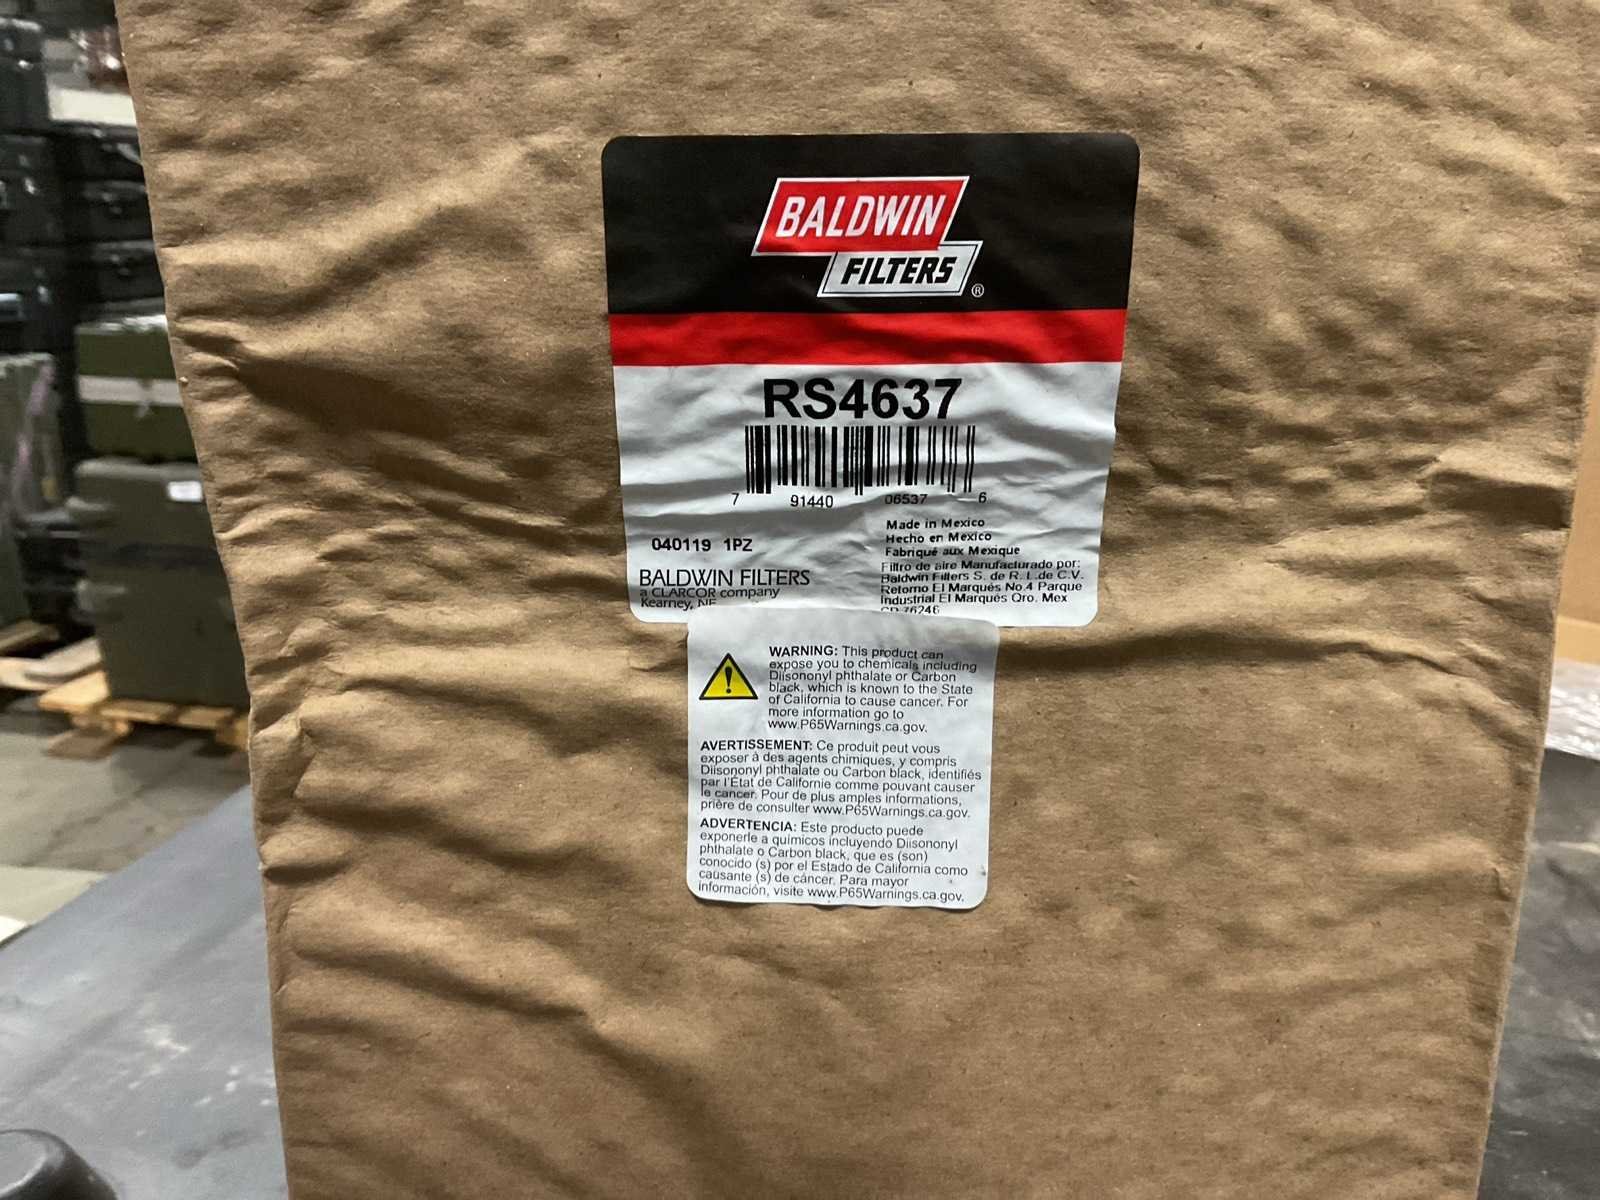 BALDWIN
FILTERS
®
RS4637
7 91440 06537 6
Made in Mexico
Hecho en Mexico
Fabriqué aux Mexique
040119 1PZ
Filtro de aire Manufacturado por:
Baldwin Filters S. de R. L.de C.V.
Retorno El Marqués No.4 Parque
Industrial El Marqués Qro. Mex
CP 76246
BALDWIN FILTERS
a CLARCOR company
Kearney, NE
WARNING: This product can
expose you to chemicals including
Diisononyl phthalate or Carbon
black, which is known to the State
of California to cause cancer. For
more information go to
www.P65Warnings.ca.gov.
AVERTISSEMENT: Ce produit peut vous
exposer à des agents chimiques, y compris
Diisononyl phthalate ou Carbon black, identifiés
par l'État de Californie comme pouvant causer
le cancer. Pour de plus amples informations,
prière de consulter www.P65Warnings.ca.gov.
ADVERTENCIA: Este producto puede
exponerle a químicos incluyendo Diisononyl
phthalate o Carbon black, que es (son)
conocido (s) por el Estado de California como
causante (s) de cáncer. Para mayor
información, visite www.P65Warnings.ca.gov.